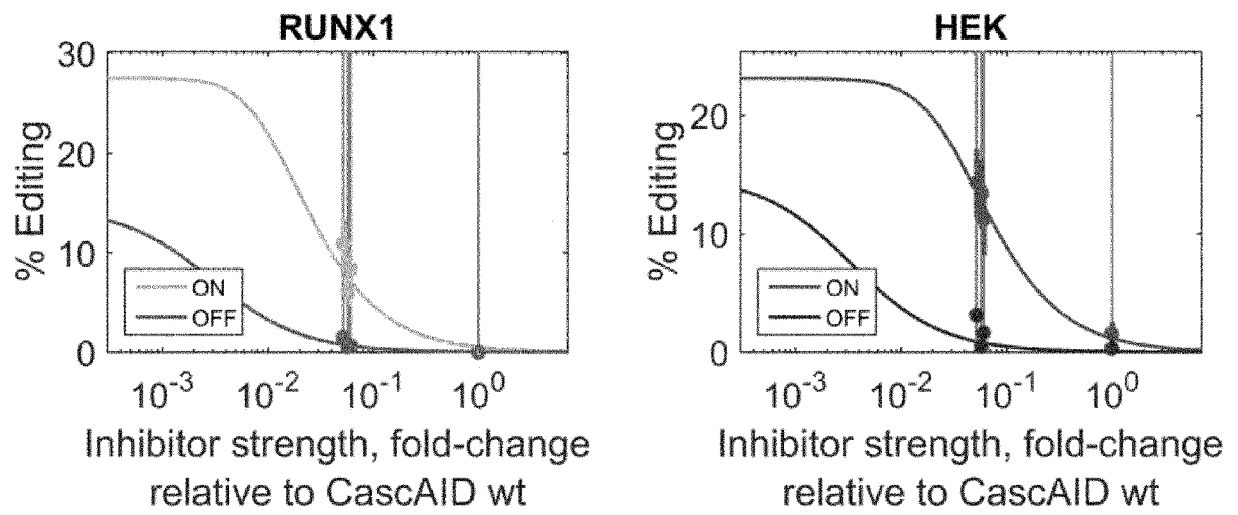 RUNX1
30
20
10
0
% Editing
ON
OFF
10^-3 10^-2 10^-1 10^0
Inhibitor strength, fold-change
relative to CascAID wt
HEK
20
10
0
% Editing
ON
OFF
10^-3 10^-2 10^-1 10^0
Inhibitor strength, fold-change
relative to CascAID wt